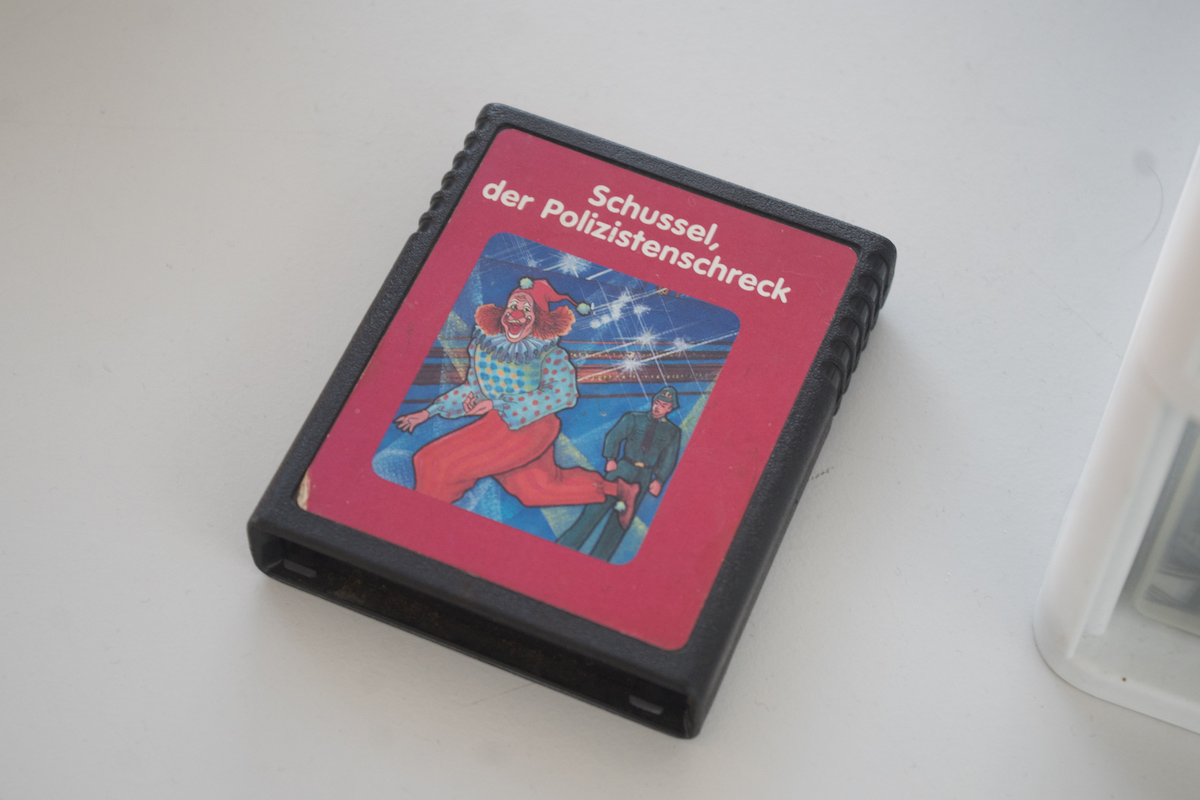 Schussel,
der Polizistenschreck